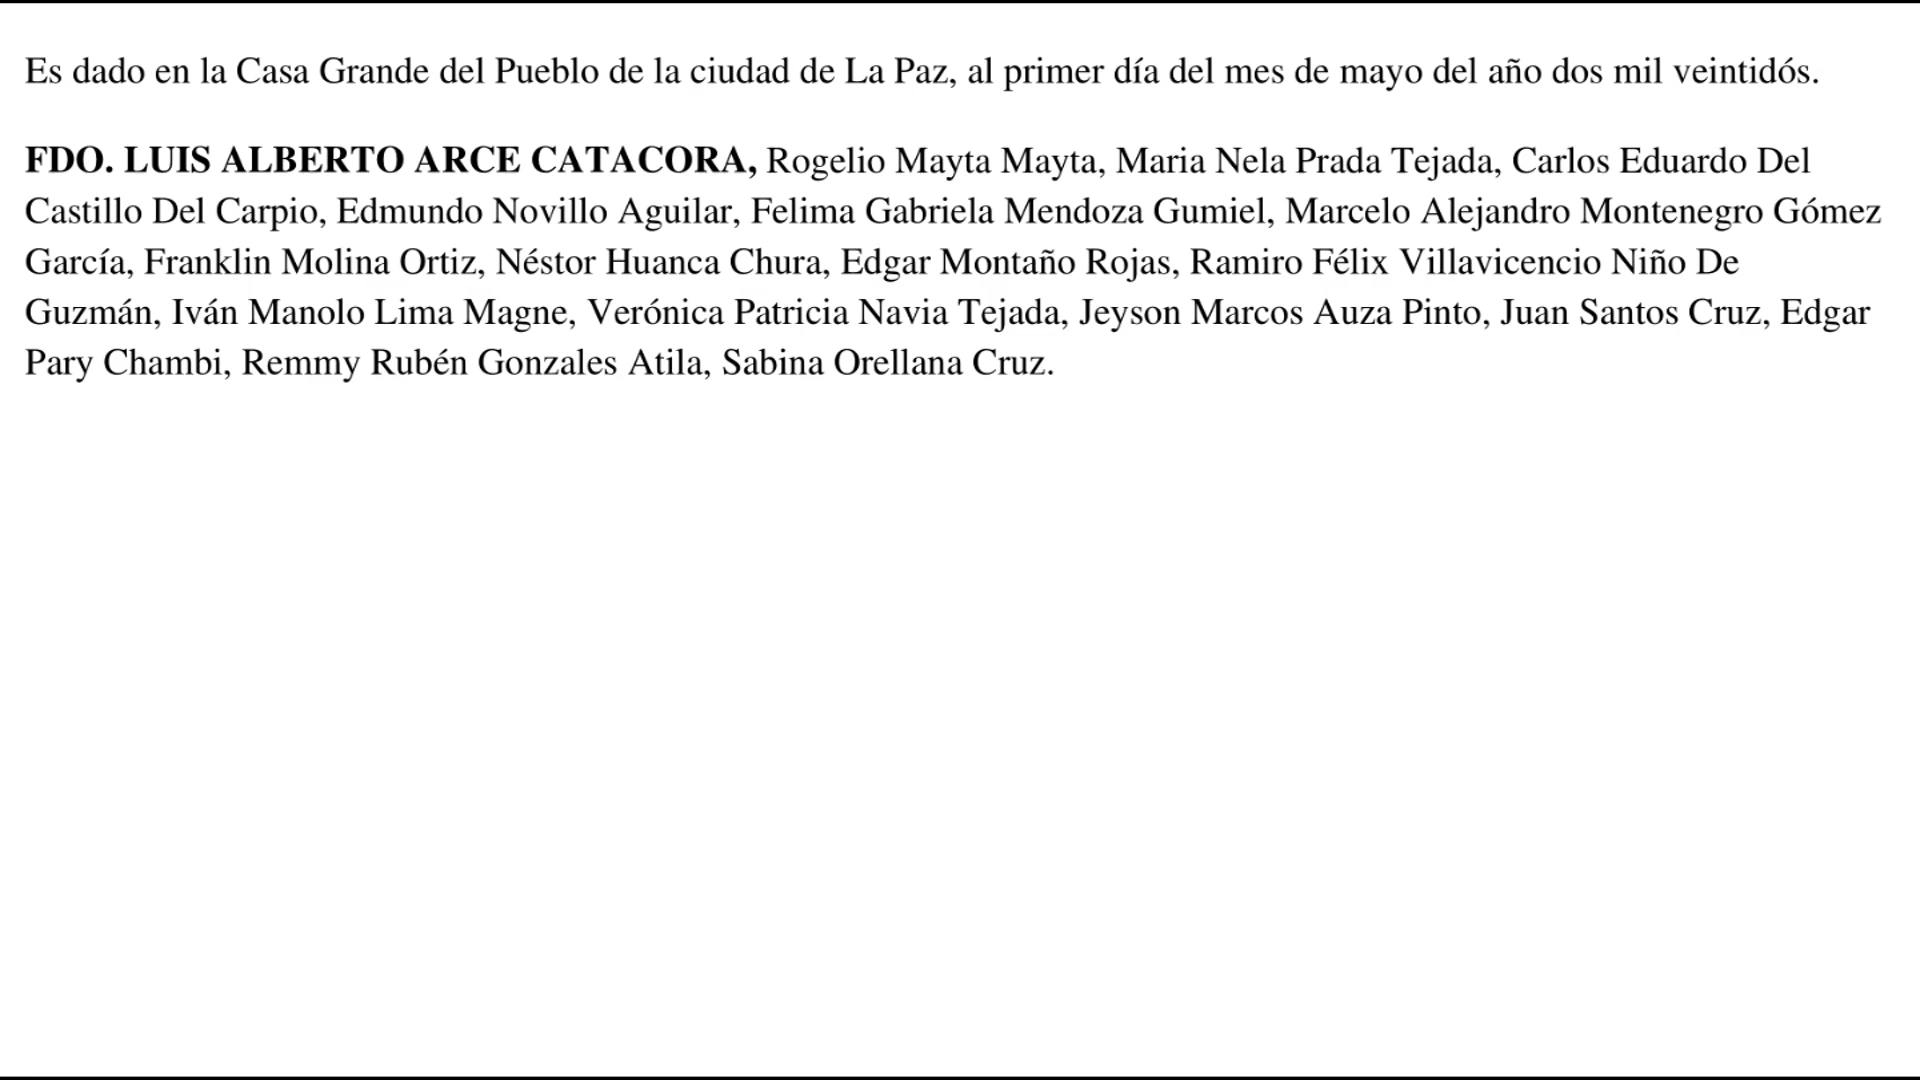 Es dado en la Casa Grande del Pueblo de la ciudad de La Paz, al primer día del mes de mayo del año dos mil veintidós.
FDO. LUIS ALBERTO ARCE CATACORA, Rogelio Mayta Mayta, Maria Nela Prada Tejada, Carlos Eduardo Del
Castillo Del Carpio, Edmundo Novillo Aguilar, Felima Gabriela Mendoza Gumiel, Marcelo Alejandro Montenegro Gómez
García, Franklin Molina Ortiz, Néstor Huanca Chura, Edgar Montaño Rojas, Ramiro Félix Villavicencio Niño De
Guzmán, Iván Manolo Lima Magne, Verónica Patricia Navia Tejada, Jeyson Marcos Auza Pinto, Juan Santos Cruz, Edgar
Pary Chambi, Remmy Rubén Gonzales Atila, Sabina Orellana Cruz.